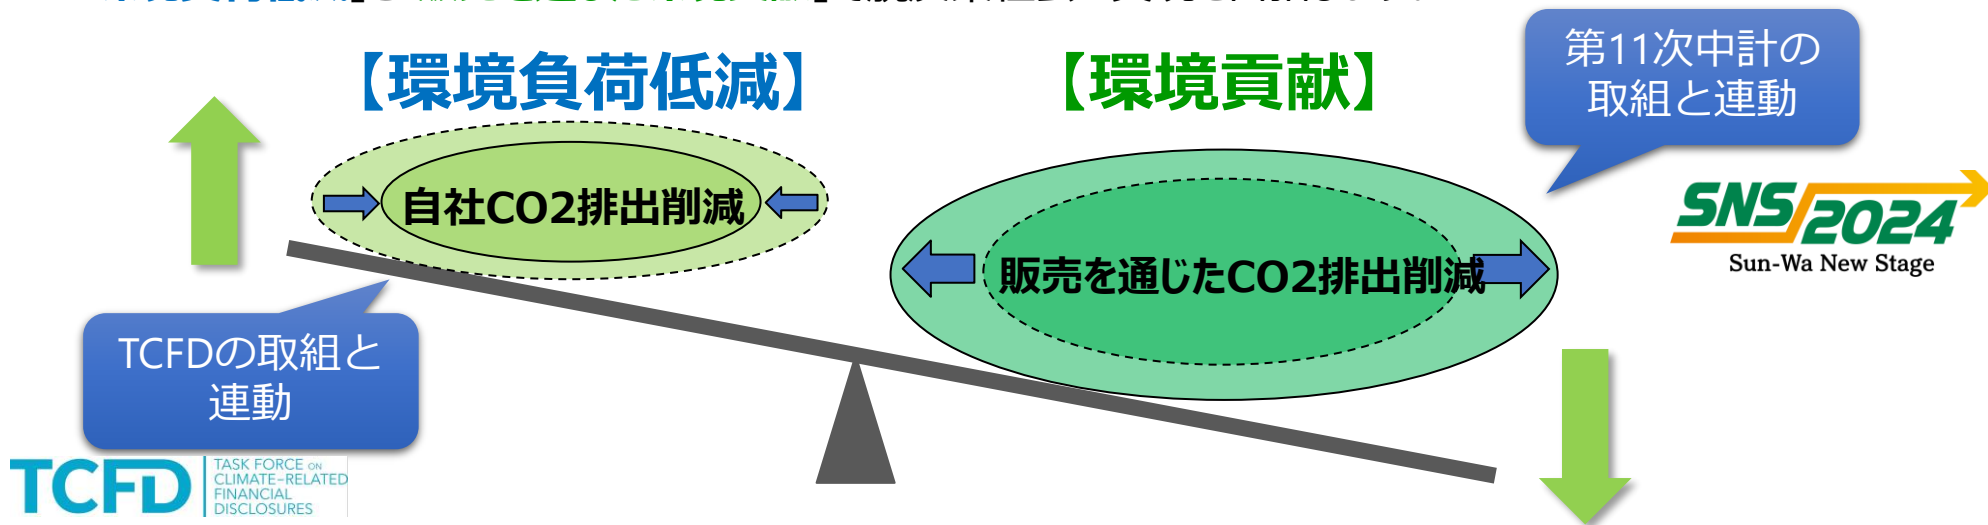 【環境負荷低減】
【環境貢献】
第11次中計の
取組と連動
自社CO2排出削減
販売を通じたCO2排出削減
SNS 2024
Sun-Wa New Stage
TCFDの取組と
連動
TCFD
TASK FORCE ON
CLIMATE-RELATED
FINANCIAL
DISCLOSURES